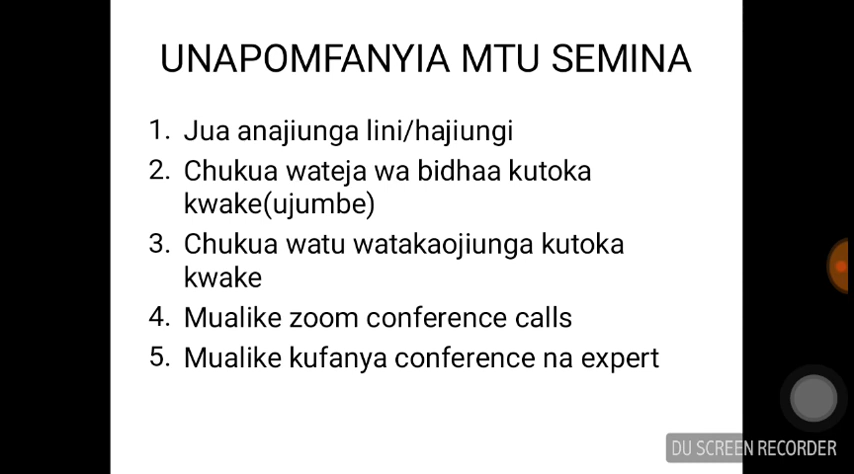 UNAPOMFANYIA MTU SEMINA
1. Jua anajiunga lini/hajiungi
2. Chukua wateja wa bidhaa kutoka
kwake(ujumbe)
3. Chukua watu watakaojiunga kutoka
kwake
4. Mualike zoom conference calls
5. Mualike kufanya conference na expert
DU SCREEN RECORDER